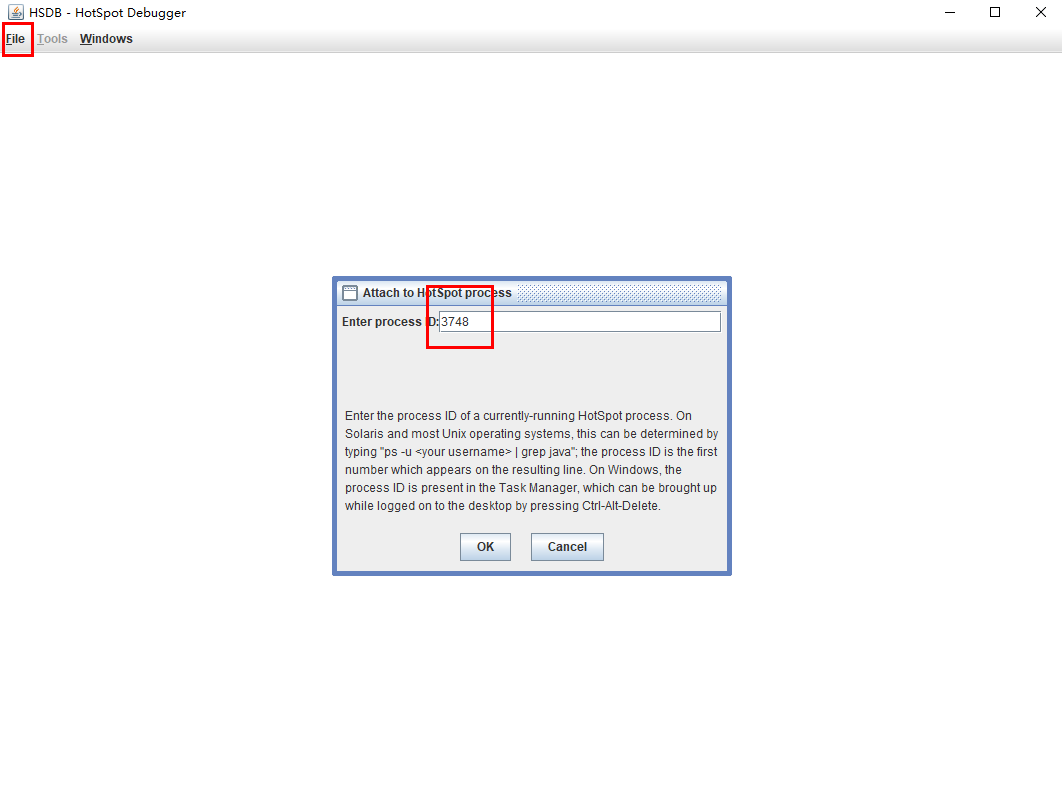 HSDB - HotSpot Debugger
File Tools Windows
Attach to HotSpot process
Enter process ID: 3748
Enter the process ID of a currently-running HotSpot process. On
Solaris and most Unix operating systems, this can be determined by
typing "ps -u <your username> | grep java"; the process ID is the first
number which appears on the resulting line. On Windows, the
process ID is present in the Task Manager, which can be brought up
while logged on to the desktop by pressing Ctrl-Alt-Delete.
OK Cancel